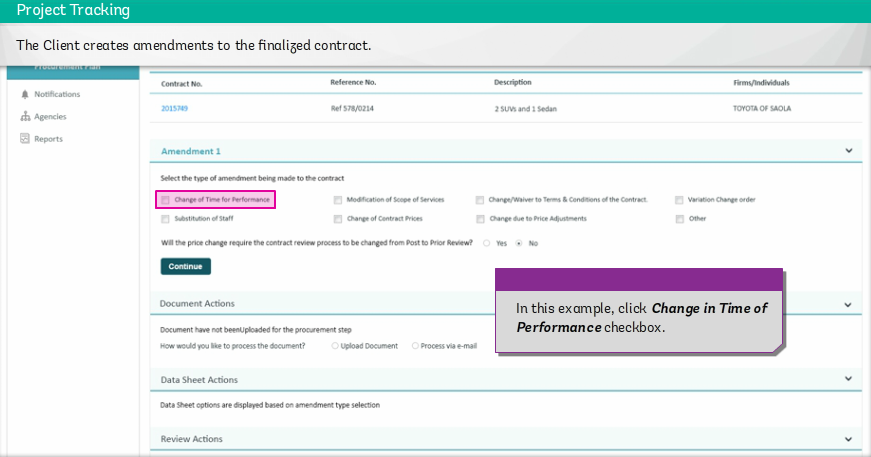 Project Tracking
The Client creates amendments to the finalized contract.
Procurement Plan
Notifications
Agencies
Reports
Contract No. Reference No. Description Firms/Individuals
2015749 Ref 578/0214 2 SUVs and 1 Sedan TOYOTA OF SAOLA
Amendment 1
Select the type of amendment being made to the contract
Change of Time for Performance Modification of Scope of Services Change/Waiver to Terms & Conditions of the Contract. Variation Change order
Substitution of Staff Change of Contract Prices Change due to Price Adjustments Other
Will the price change require the contract review process to be changed from Post to Prior Review? Yes No
Continue
In this example, click Change in Time of
Performance checkbox.
Document Actions
Document have not beenUploaded for the procurement step
How would you like to process the document? Upload Document Process via e-mail
Data Sheet Actions
Data Sheet options are displayed based on amendment type selection
Review Actions